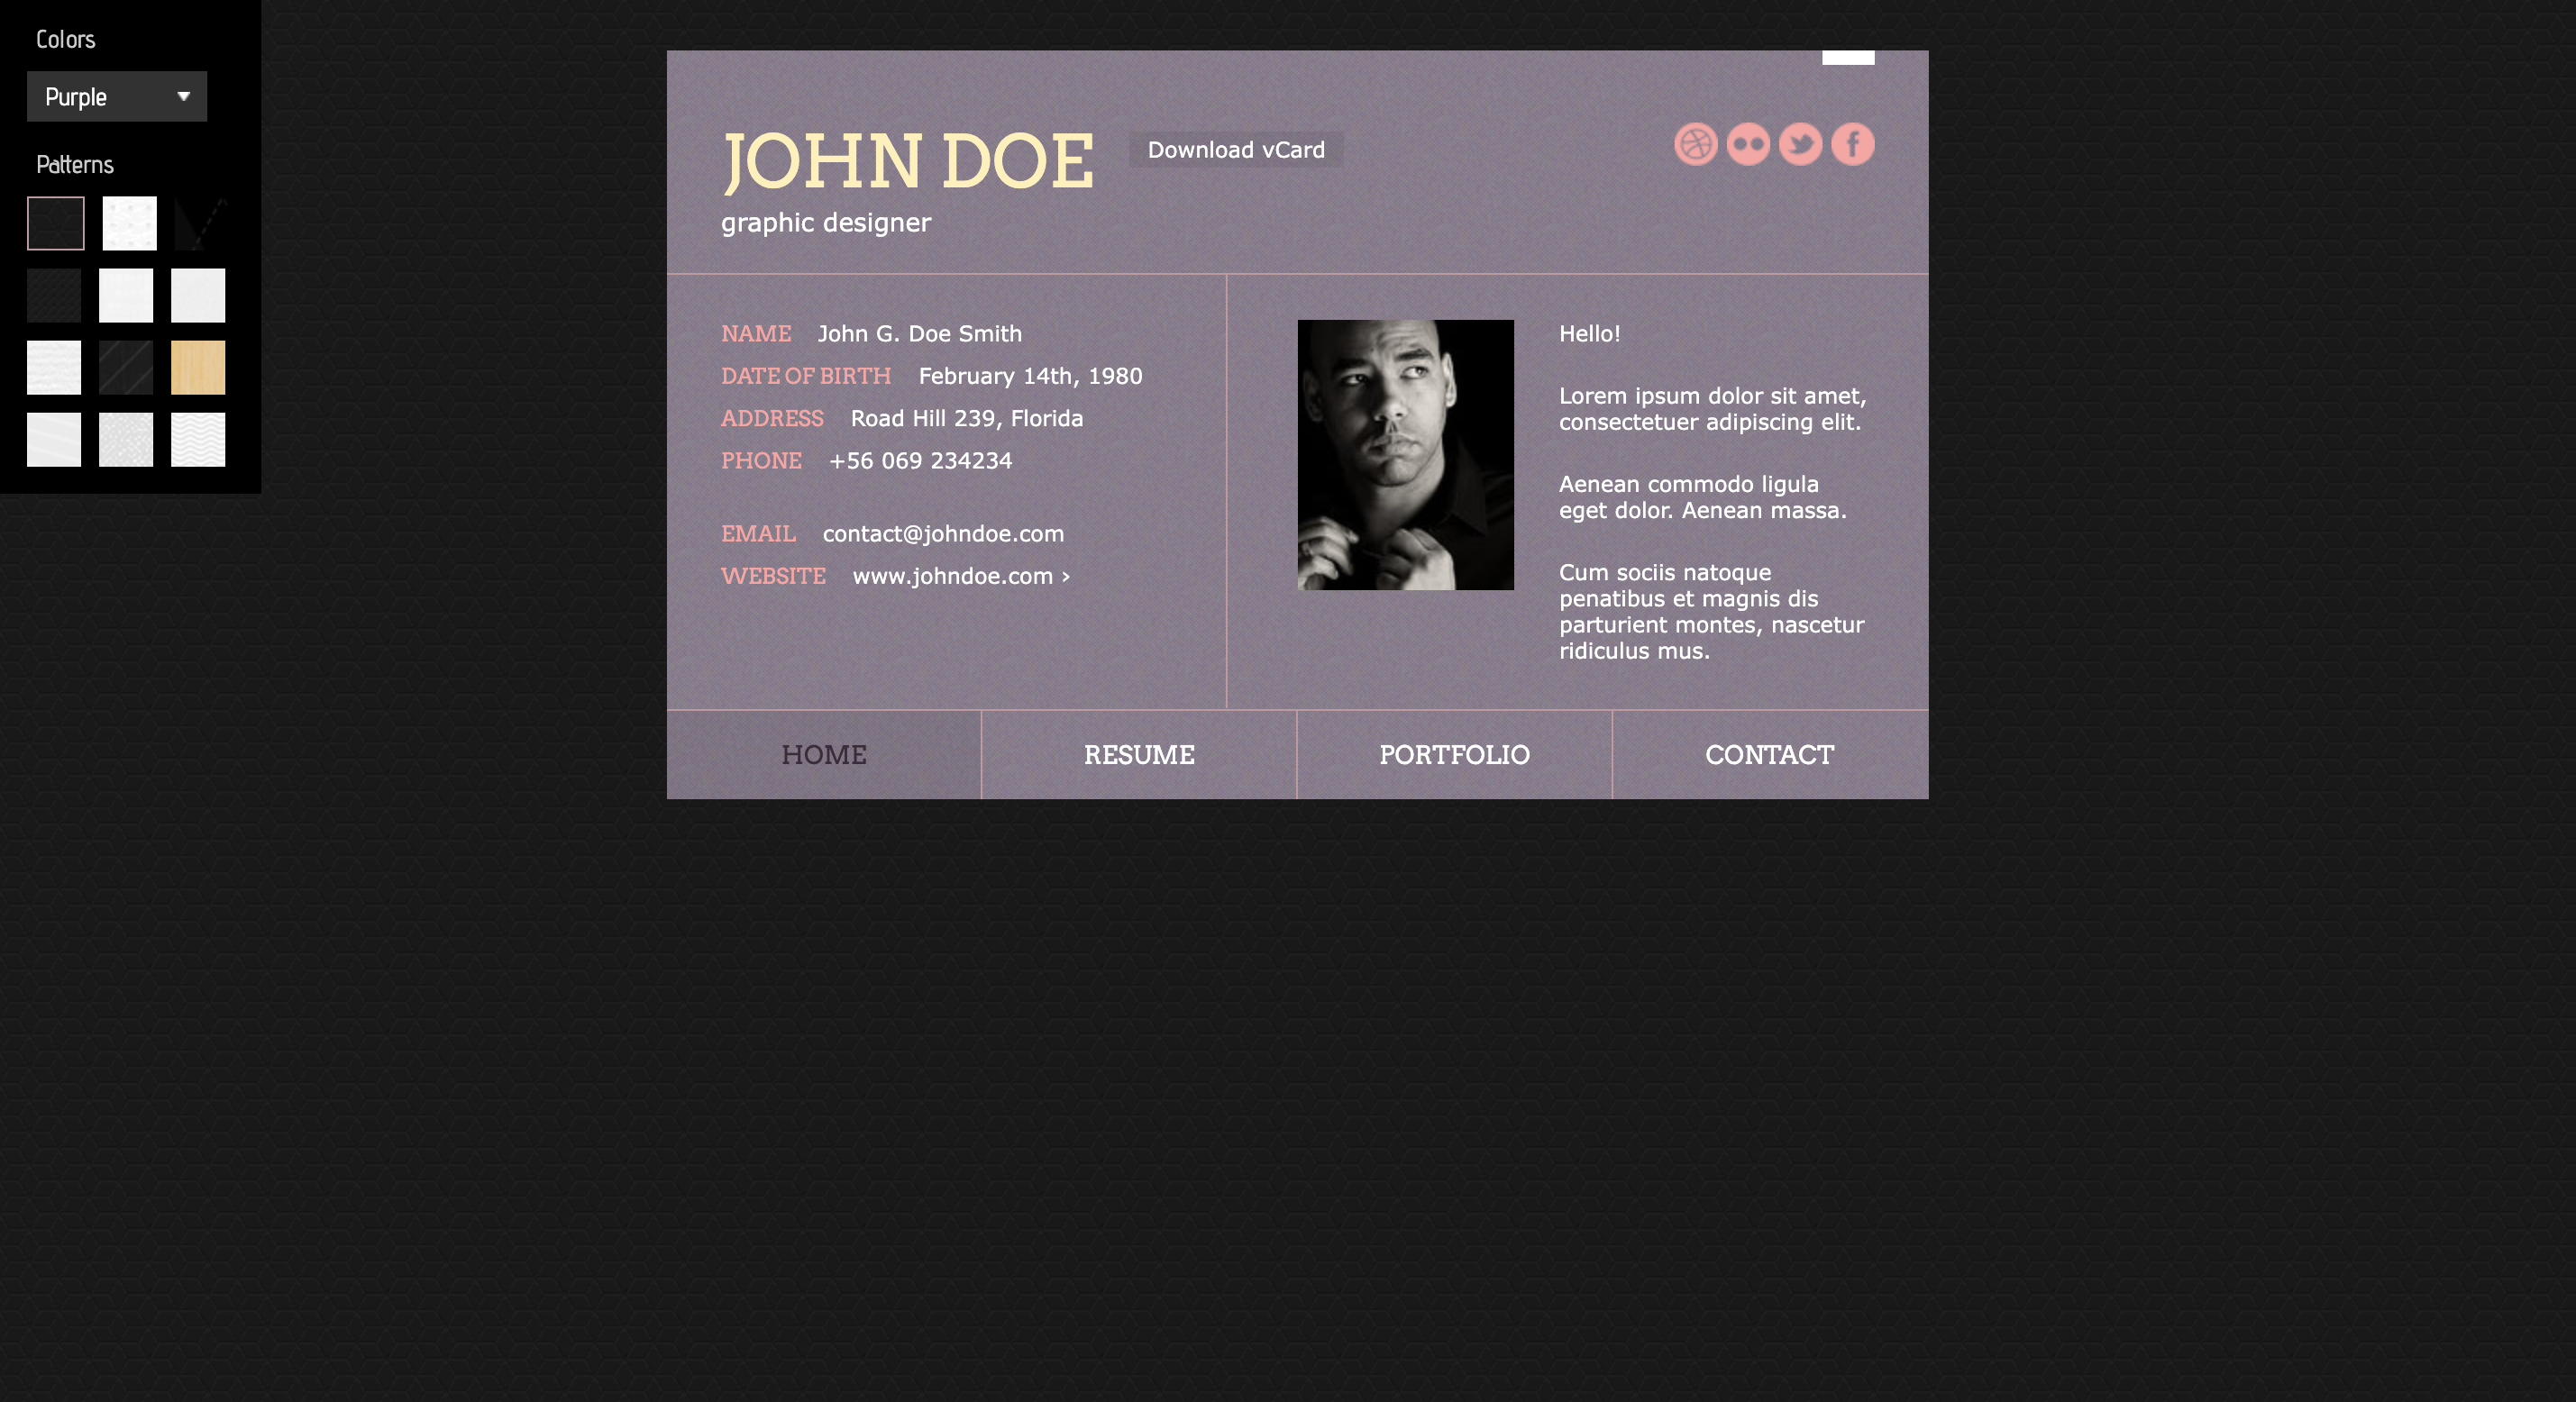 Colors
Purple
Patterns
JOHN DOE
Download vCard
graphic designer
NAME John G. Doe Smith
DATE OF BIRTH February 14th, 1980
ADDRESS Road Hill 239, Florida
PHONE +56 069 234234
EMAIL contact@johndoe.com
WEBSITE www.johndoe.com ›
Hello!
Lorem ipsum dolor sit amet,
consectetuer adipiscing elit.
Aenean commodo ligula
eget dolor. Aenean massa.
Cum sociis natoque
penatibus et magnis dis
parturient montes, nascetur
ridiculus mus.
HOME
RESUME
PORTFOLIO
CONTACT